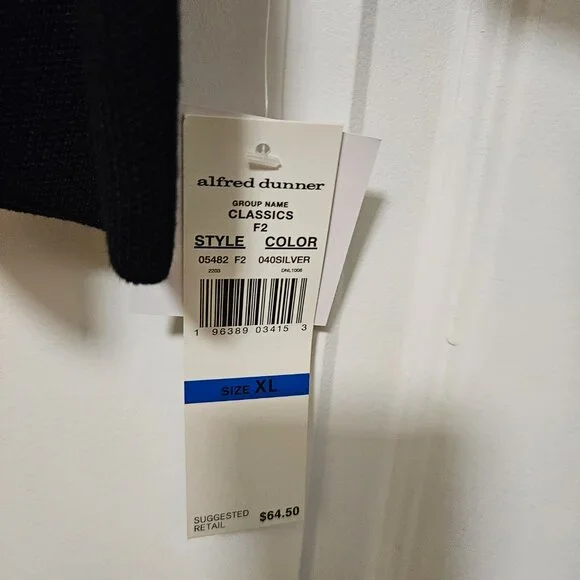 alfred dunner
GROUP NAME
CLASSICS
F2
STYLE COLOR
05482 F2 040SILVER
2203 DNL1008
1 96389 03415 3
SIZE XL
SUGGESTED
RETAIL $64.50